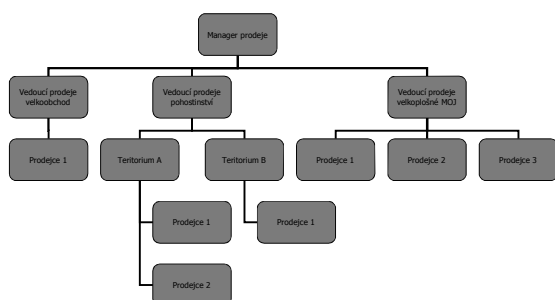 Manager prodeje
Vedoucí prodeje
velkoobchod
Vedoucí prodeje
pohostinství
Vedoucí prodeje
velkoplošné MOJ
Prodejce 1
Teritorium A
Teritorium B
Prodejce 1
Prodejce 2
Prodejce 3
Prodejce 1
Prodejce 1
Prodejce 2